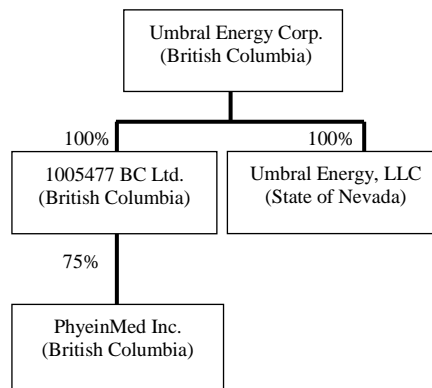 Umbral Energy Corp.
(British Columbia)
100%
100%
1005477 BC Ltd.
(British Columbia)
Umbral Energy, LLC
(State of Nevada)
75%
PhyeinMed Inc.
(British Columbia)